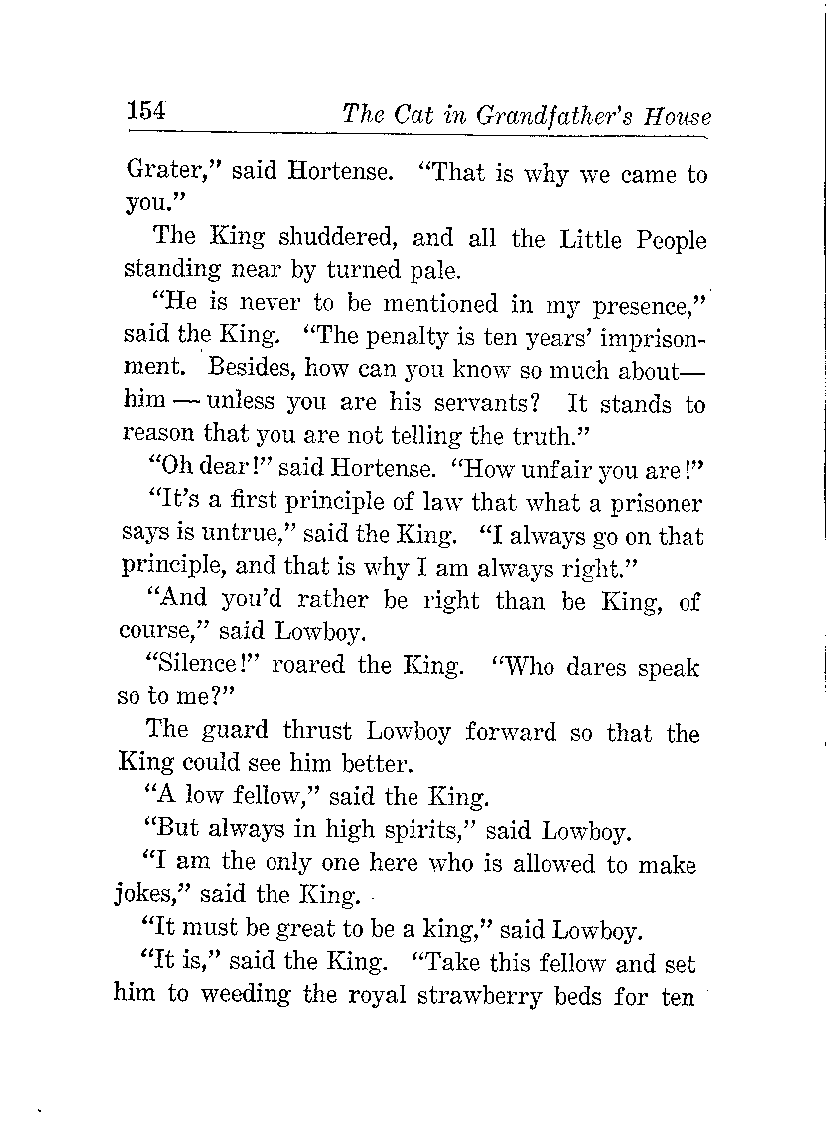 154 The Cat in Grandfather's House
Grater," said Hortense. "That is why we came to
you."
The King shuddered, and all the Little People
standing near by turned pale.
"He is never to be mentioned in my presence,"
said the King. "The penalty is ten years' imprison-
ment. Besides, how can you know so much about—
him — unless you are his servants? It stands to
reason that you are not telling the truth."
"Oh dear!" said Hortense. "How unfair you are!"
"It's a first principle of law that what a prisoner
says is untrue," said the King. "I always go on that
principle, and that is why I am always right."
"And you'd rather be right than be King, of
course," said Lowboy.
"Silence!" roared the King. "Who dares speak
so to me?"
The guard thrust Lowboy forward so that the
King could see him better.
"A low fellow," said the King.
"But always in high spirits," said Lowboy.
"I am the only one here who is allowed to make
jokes," said the King.
"It must be great to be a king," said Lowboy.
"It is," said the King. "Take this fellow and set
him to weeding the royal strawberry beds for ten